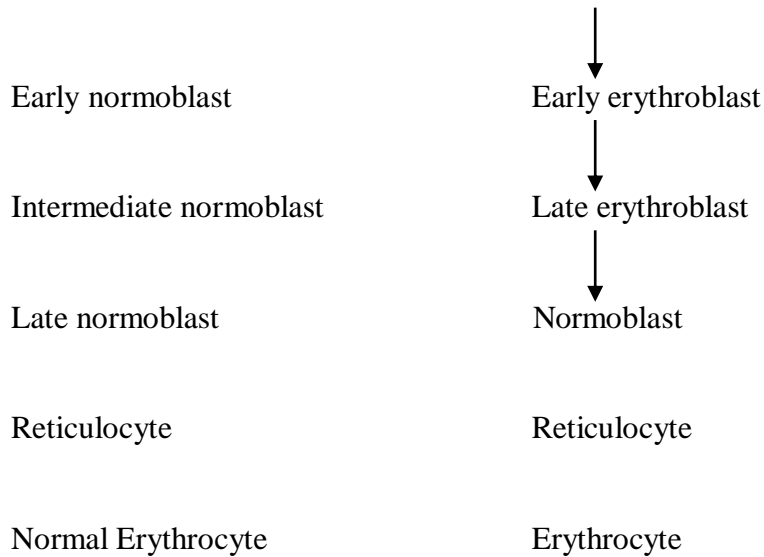 Early normoblast Early erythroblast
Intermediate normoblast Late erythroblast
Late normoblast Normoblast
Reticulocyte Reticulocyte
Normal Erythrocyte Erythrocyte